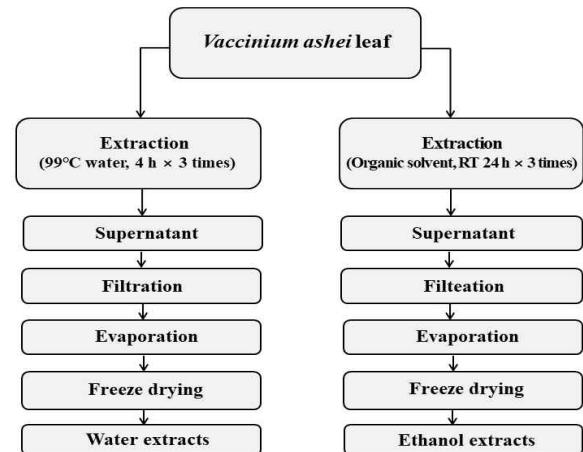 Vaccinium ashei leaf
Extraction
(99°C water, 4 h × 3 times)
Supernatant
Filtration
Evaporation
Freeze drying
Water extracts
Extraction
(Organic solvent, RT 24 h × 3 times)
Supernatant
Filteation
Evaporation
Freeze drying
Ethanol extracts